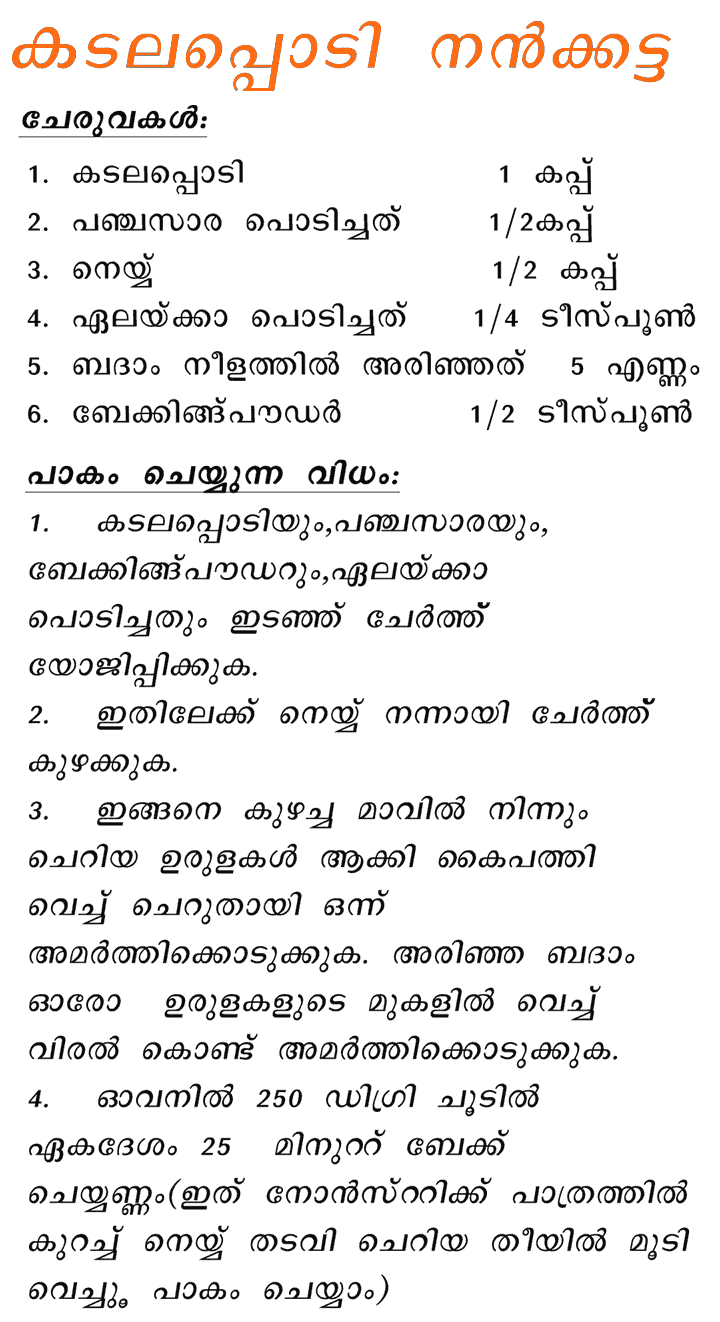 കടലപ്പൊടി നൻക്കട്ട
ചേരുവകൾ:
1. കടലപ്പൊടി 1 കപ്പ്
2. പഞ്ചസാര പൊടിച്ചത് 1/2കപ്പ്
3. നെയ്യ് 1/2 കപ്പ്
4. ഏലയ്ക്കാ പൊടിച്ചത് 1/4 ടീസ്പൂൺ
5. ബദാം നീളത്തിൽ അരിഞ്ഞത് 5 എണ്ണം
6. ബേക്കിങ്ങ്പൗഡർ 1/2 ടീസ്പൂൺ
പാകം ചെയ്യുന്ന വിധം:
1. കടലപ്പൊടിയും,പഞ്ചസാരയും,
ബേക്കിങ്ങ്പൗഡറും,ഏലയ്ക്കാ
പൊടിച്ചതും ഇടഞ്ഞ് ചേർത്ത്
യോജിപ്പിക്കുക.
2. ഇതിലേക്ക് നെയ്യ് നന്നായി ചേർത്ത്
കുഴക്കുക.
3. ഇങ്ങനെ കുഴച്ച മാവിൽ നിന്നും
ചെറിയ ഉരുളകൾ ആക്കി കൈപത്തി
വെച്ച് ചെറുതായി ഒന്ന്
അമർത്തിക്കൊടുക്കുക. അരിഞ്ഞ ബദാം
ഓരോ ഉരുളകളുടെ മുകളിൽ വെച്ച്
വിരൽ കൊണ്ട് അമർത്തിക്കൊടുക്കുക.
4. ഓവനിൽ 250 ഡിഗ്രി ചൂടിൽ
ഏകദേശം 25 മിനുററ് ബേക്ക്
ചെയ്യണ്ണം(ഇത് നോൻസ്ററിക്ക് പാത്രത്തിൽ
കുറച്ച് നെയ്യ് തടവി ചെറിയ തീയിൽ മൂടി
വെച്ചൂ പാകം ചെയ്യാം)